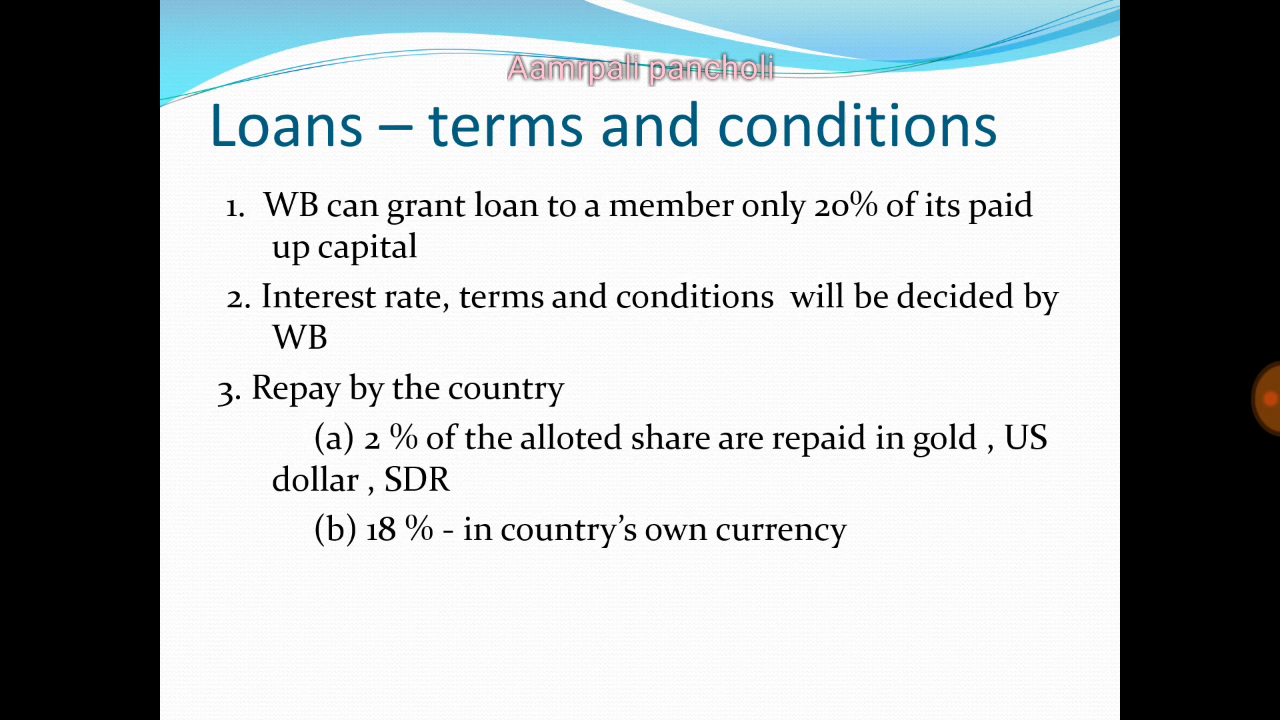 Aamrpali pancholi
Loans – terms and conditions
1. WB can grant loan to a member only 20% of its paid
up capital
2. Interest rate, terms and conditions will be decided by
WB
3. Repay by the country
(a) 2 % of the alloted share are repaid in gold , US
dollar , SDR
(b) 18 % - in country’s own currency